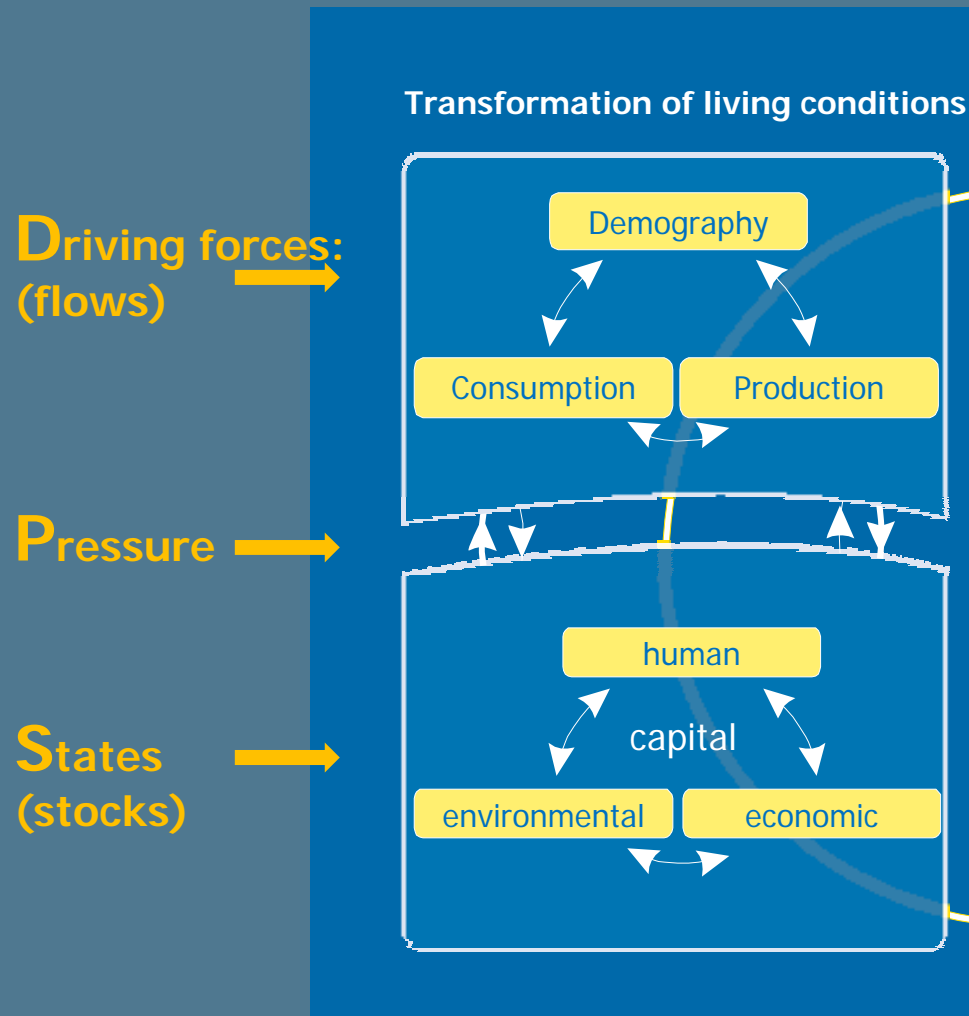 Transformation of living conditions
Driving forces:
(flows)
Demography
Consumption
Production
Pressure
human
capital
States
(stocks)
environmental
economic